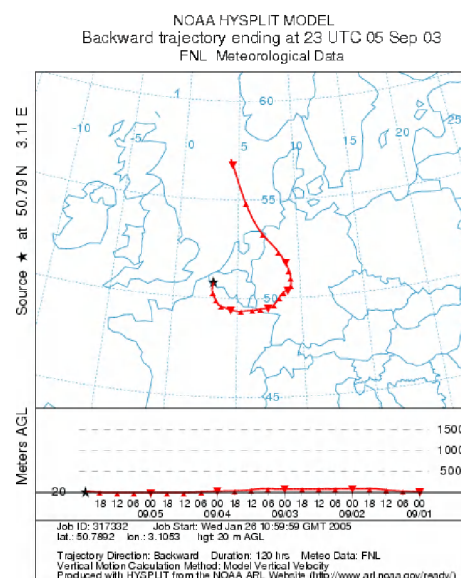 NOAA HYSPLIT MODEL
Backward trajectory ending at 23 UTC 05 Sep 03
FNL Meteorological Data
Source ★ at 50.79 N 3.11 E
-10
-5
1
0
5
60
10
15
20
25
55
50
45
Meters AGL
1500
1000
500
20
18 12 06 00 18 12 06 00 18 12 06 00 18 12 06 00 18 12 06 00
09/05 09/04 09/03 09/02 09/01
Job ID: 317332 Job Start: Wed Jan 26 10:59:59 GMT 2005
lat.: 50.7892 lon.: 3.1053 hgt: 20 m AGL
Trajectory Direction: Backward Duration: 120 hrs Meteo Data: FNL
Vertical Motion Calculation Method: Model Vertical Velocity
Produced with HYSPLIT from the NOAA ARL Website (http://www.arl.noaa.gov/ready/)